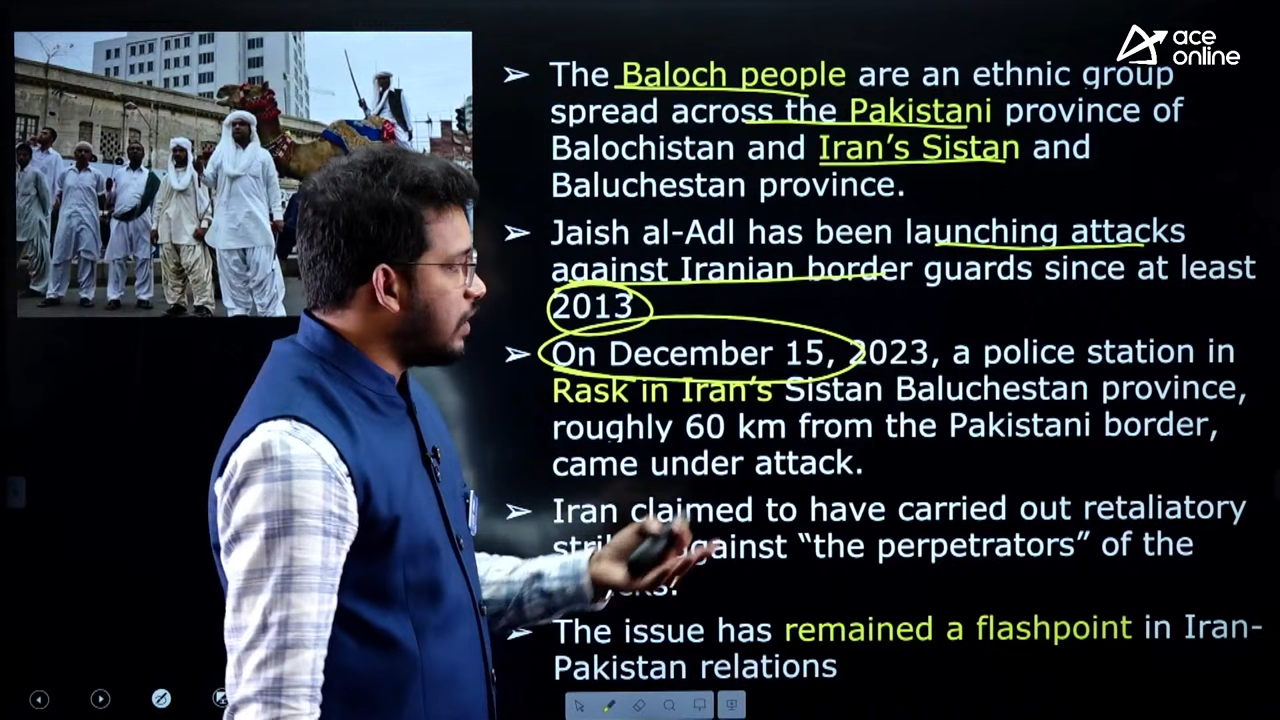 ace
online
➢ The Baloch people are an ethnic group
spread across the Pakistani province of
Balochistan and Iran's Sistan and
Baluchestan province.
➢ Jaish al-Adl has been launching attacks
against Iranian border guards since at least
2013
➢ On December 15, 2023, a police station in
Rask in Iran's Sistan Baluchestan province,
roughly 60 km from the Pakistani border,
came under attack.
➢ Iran claimed to have carried out retaliatory
against "the perpetrators" of the
➢ The issue has remained a flashpoint in Iran-
Pakistan relations